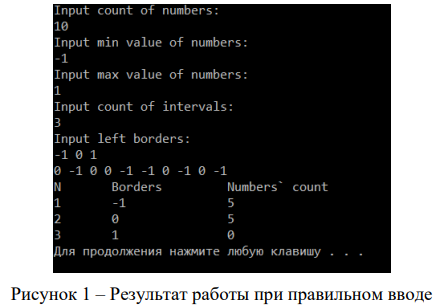 Input count of numbers:
10
Input min value of numbers:
-1
Input max value of numbers:
1
Input count of intervals:
3
Input left borders:
-1 0 1
0 -1 0 0 -1 -1 0 -1 0 -1
N Borders Numbers` count
1 -1 5
2 0 5
3 1 0
Для продолжения нажмите любую клавишу . . .
Рисунок 1 – Результат работы при правильном вводе